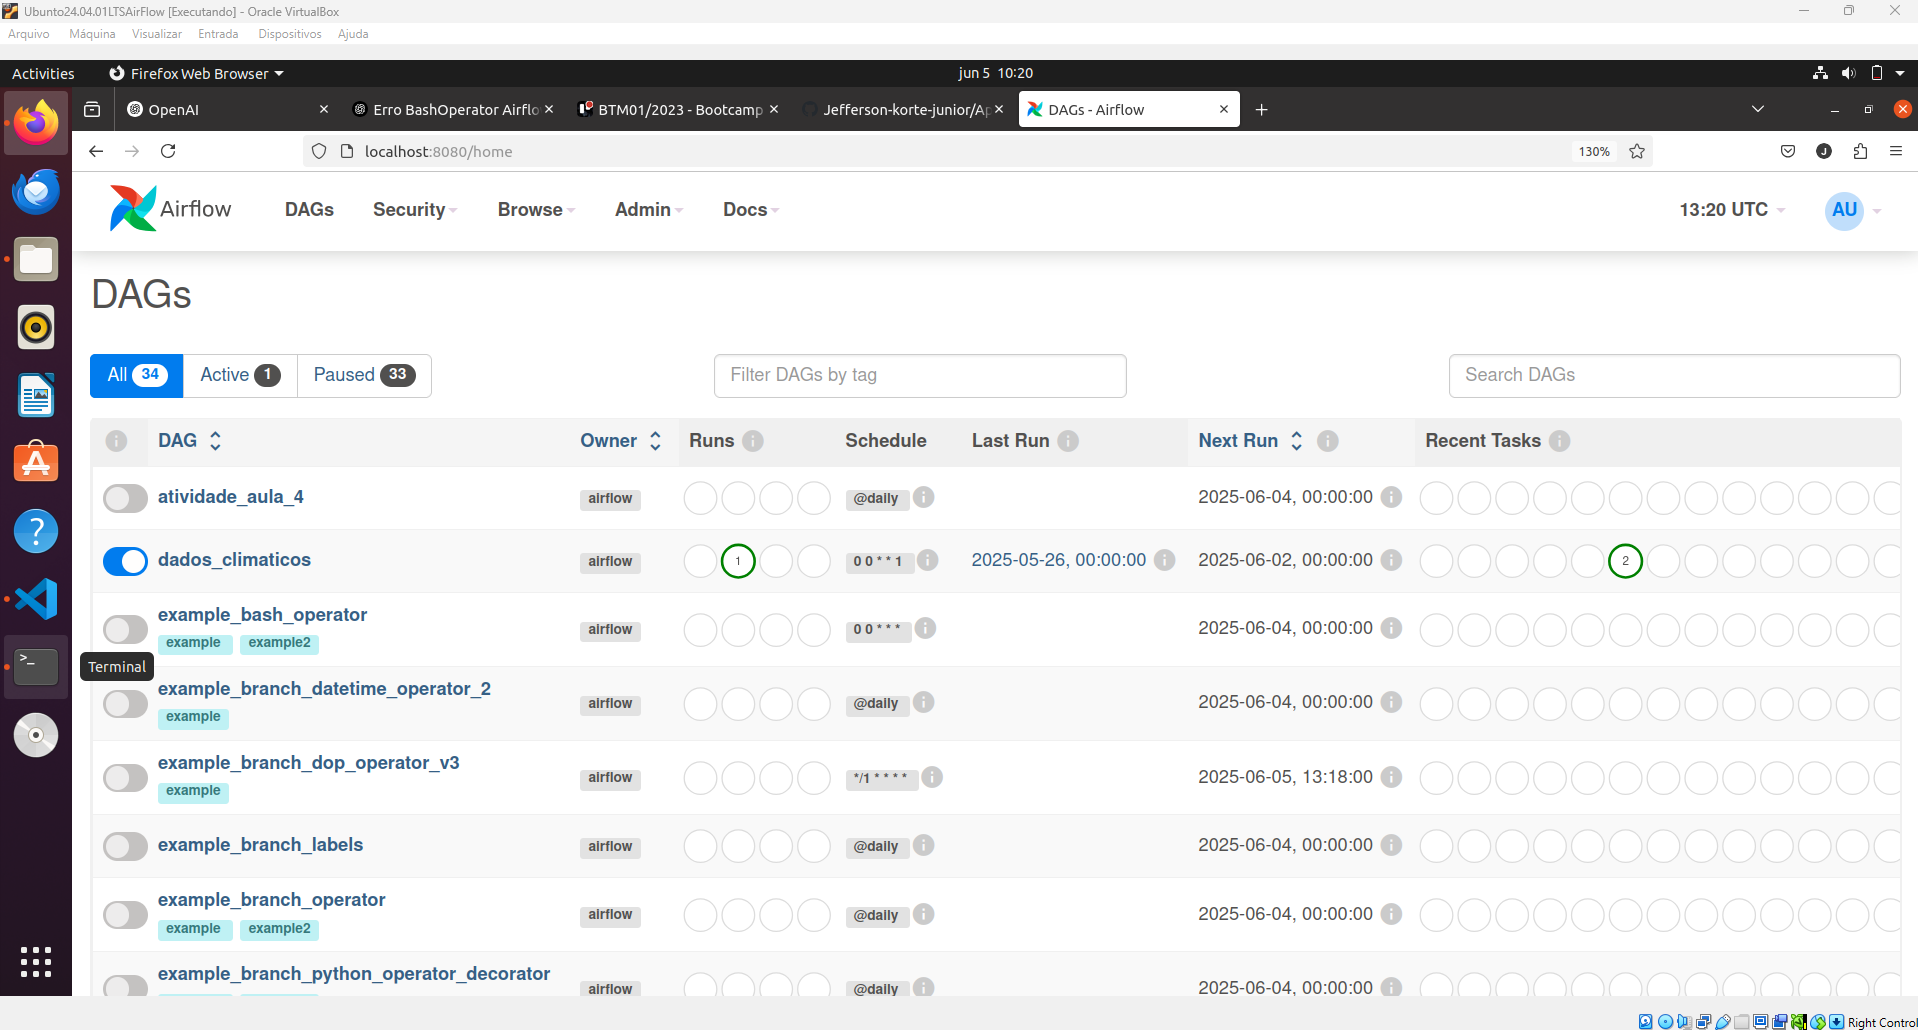 Ubunto24.04.01LTSAirFlow [Executando] - Oracle VirtualBox
Arquivo Máquina Visualizar Entrada Dispositivos Ajuda
Activities Firefox Web Browser jun 5 10:20
OpenAI Erro BashOperator Airflo BTM01/2023 - Bootcamp Jefferson-korte-junior/Ap DAGs - Airflow
localhost:8080/home 130% J
Airflow DAGs Security Browse Admin Docs 13:20 UTC AU
DAGs
All 34 Active 1 Paused 33 Filter DAGs by tag Search DAGs
DAG Owner Runs Schedule Last Run Next Run Recent Tasks
atividade_aula_4 airflow @daily 2025-06-04, 00:00:00
dados_climaticos airflow 1 0 0 * * 1 2025-05-26, 00:00:00 2025-06-02, 00:00:00 2
example_bash_operator airflow 0 0 * * * 2025-06-04, 00:00:00
example example2
Terminal
example_branch_datetime_operator_2 airflow @daily 2025-06-04, 00:00:00
example
example_branch_dop_operator_v3 airflow */1 * * * * 2025-06-05, 13:18:00
example
example_branch_labels airflow @daily 2025-06-04, 00:00:00
example_branch_operator airflow @daily 2025-06-04, 00:00:00
example example2
example_branch_python_operator_decorator airflow @daily 2025-06-04, 00:00:00
Right Control